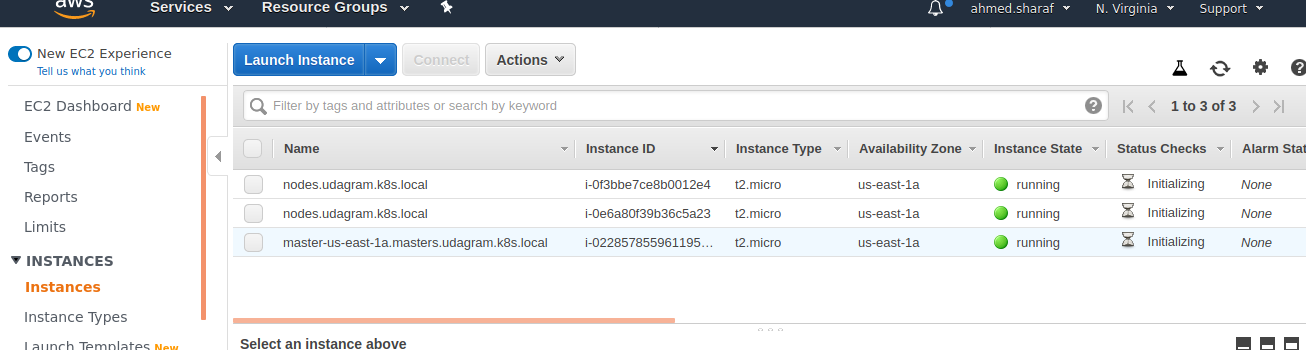 aws
Services
Resource Groups
ahmed.sharaf
N. Virginia
Support
New EC2 Experience
Tell us what you think
Launch Instance
Connect
Actions
EC2 Dashboard New
Events
Tags
Reports
Limits
INSTANCES
Instances
Instance Types
Launch Templates New
Filter by tags and attributes or search by keyword
1 to 3 of 3
Name Instance ID Instance Type Availability Zone Instance State Status Checks Alarm Stat
nodes.udagram.k8s.local i-0f3bbe7ce8b0012e4 t2.micro us-east-1a running Initializing None
nodes.udagram.k8s.local i-0e6a80f39b36c5a23 t2.micro us-east-1a running Initializing None
master-us-east-1a.masters.udagram.k8s.local i-022857855961195... t2.micro us-east-1a running Initializing None
Select an instance above